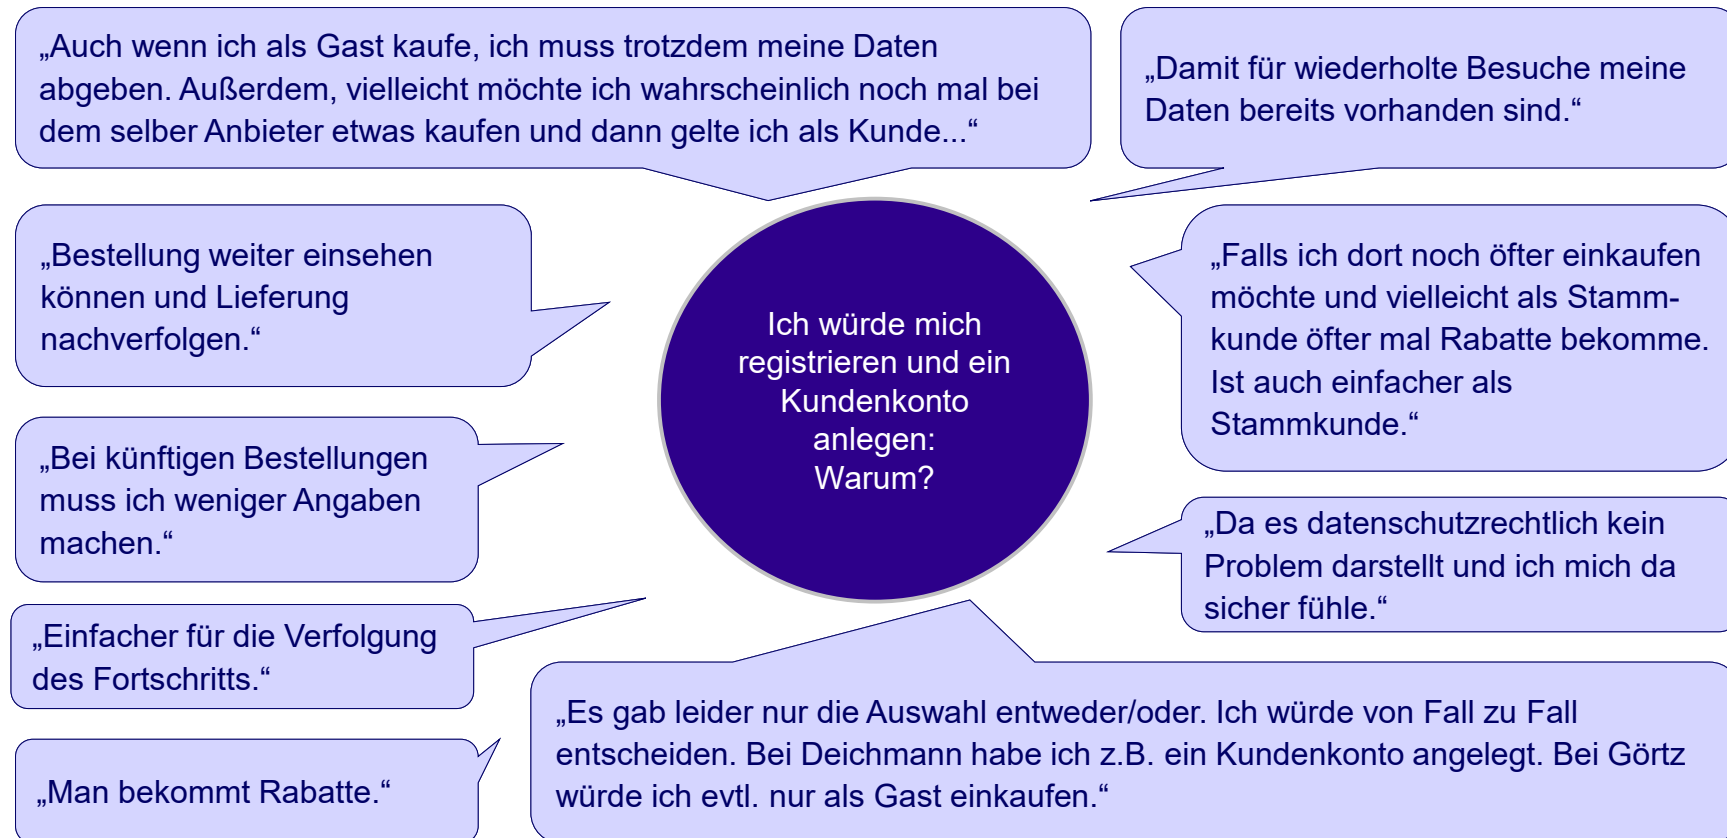 „Auch wenn ich als Gast kaufe, ich muss trotzdem meine Daten
abgeben. Außerdem, vielleicht möchte ich wahrscheinlich noch mal bei
dem selber Anbieter etwas kaufen und dann gelte ich als Kunde...“
„Damit für wiederholte Besuche meine
Daten bereits vorhanden sind.“
„Bestellung weiter einsehen
können und Lieferung
nachverfolgen.“
Ich würde mich
registrieren und ein
Kundenkonto
anlegen:
Warum?
„Falls ich dort noch öfter einkaufen
möchte und vielleicht als Stamm-
kunde öfter mal Rabatte bekomme.
Ist auch einfacher als
Stammkunde.“
„Bei künftigen Bestellungen
muss ich weniger Angaben
machen.“
„Da es datenschutzrechtlich kein
Problem darstellt und ich mich da
sicher fühle.“
„Einfacher für die Verfolgung
des Fortschritts.“
„Es gab leider nur die Auswahl entweder/oder. Ich würde von Fall zu Fall
entscheiden. Bei Deichmann habe ich z.B. ein Kundenkonto angelegt. Bei Görtz
würde ich evtl. nur als Gast einkaufen.“
„Man bekommt Rabatte.“